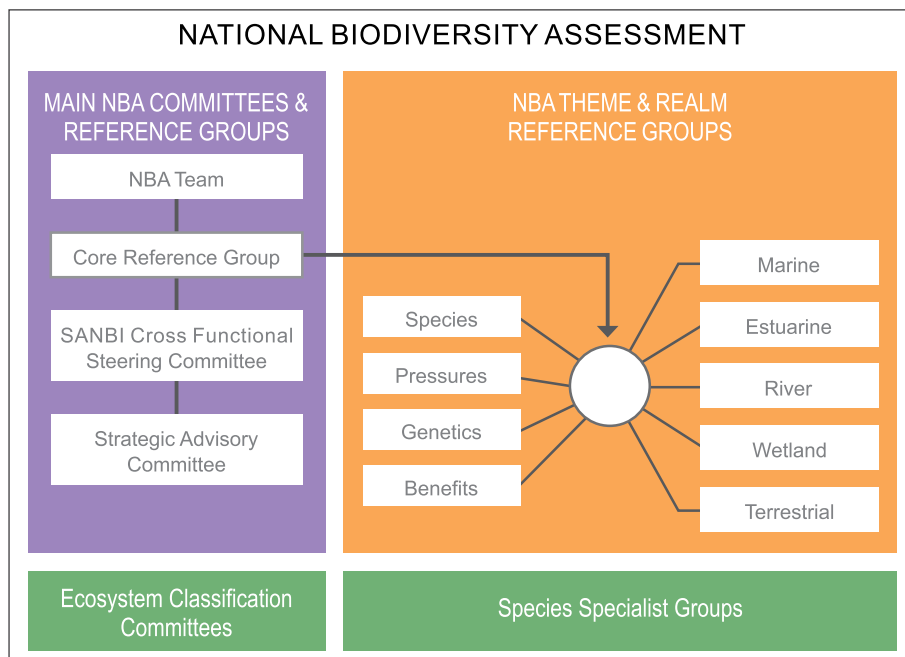 NATIONAL BIODIVERSITY ASSESSMENT
MAIN NBA COMMITTEES &
REFERENCE GROUPS
NBA Team
Core Reference Group
SANBI Cross Functional
Steering Committee
Strategic Advisory
Committee
NBA THEME & REALM
REFERENCE GROUPS
Species
Pressures
Genetics
Benefits
Marine
Estuarine
River
Wetland
Terrestrial
Ecosystem Classification
Committees
Species Specialist Groups